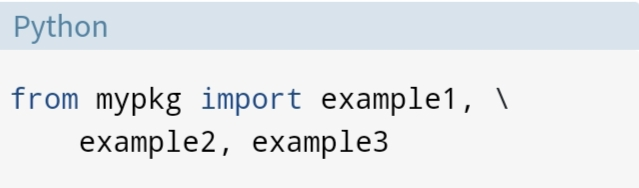 Python
from mypkg import example1, \
    example2, example3